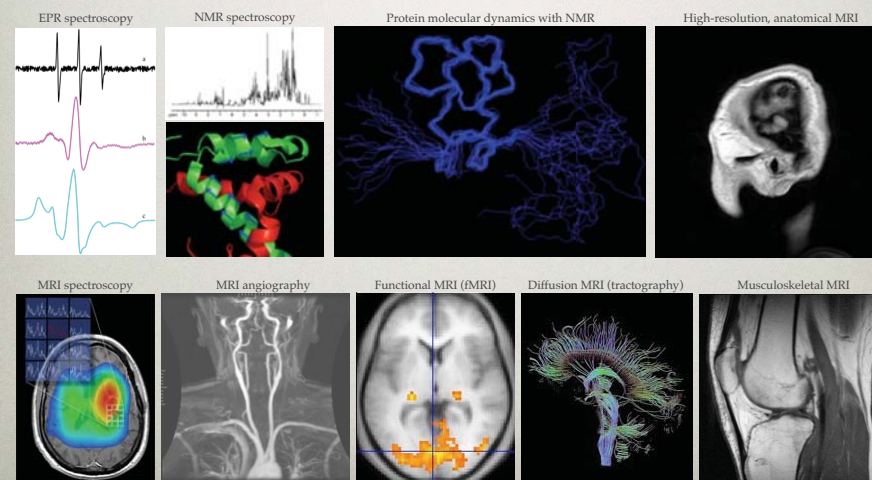 EPR spectroscopy
NMR spectroscopy
Protein molecular dynamics with NMR
High-resolution, anatomical MRI
a
b
c
MRI spectroscopy
MRI angiography
Functional MRI (fMRI)
Diffusion MRI (tractography)
Musculoskeletal MRI